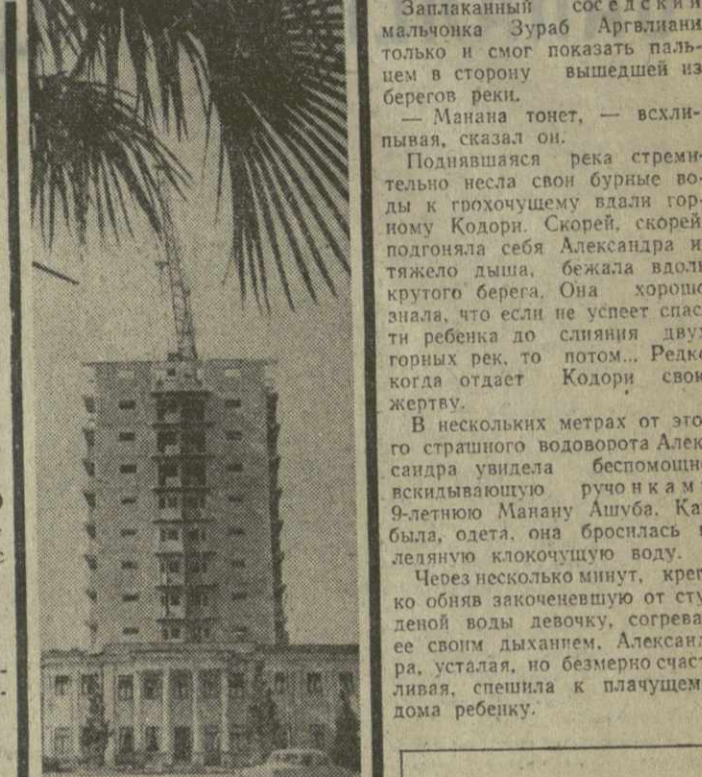 Заплаканный соседский
мальчонка Зураб Аргвлиани
только и смог показать паль-
цем в сторону вышедшей из
берегов реки.
— Манана тонет, — всхли-
пывая, сказал он.
Поднявшаяся река стреми-
тельно несла свои бурные во-
ды к грохочущему вдали гор-
ному Кодори. Скорей, скорей
подгоняла себя Александра и
тяжело дыша, бежала вдоль
крутого берега. Она хорошо
знала, что если не успеет спас-
ти ребенка до слияния двух
горных рек, то потом... Редко
когда отдает Кодори свою
жертву.
В нескольких метрах от это-
го страшного водоворота Алек-
сандра увидела беспомощно
вскидывающую ручонками
9-летнюю Манану Ашуба. Как
была, одета, она бросилась в
ледяную клокочущую воду.
Через несколько минут, креп-
ко обняв закоченевшую от сту-
деной воды девочку, согревая
ее своим дыханием, Александ-
ра, усталая, но безмерно счаст-
ливая, спешила к плачущему
дома ребенку.